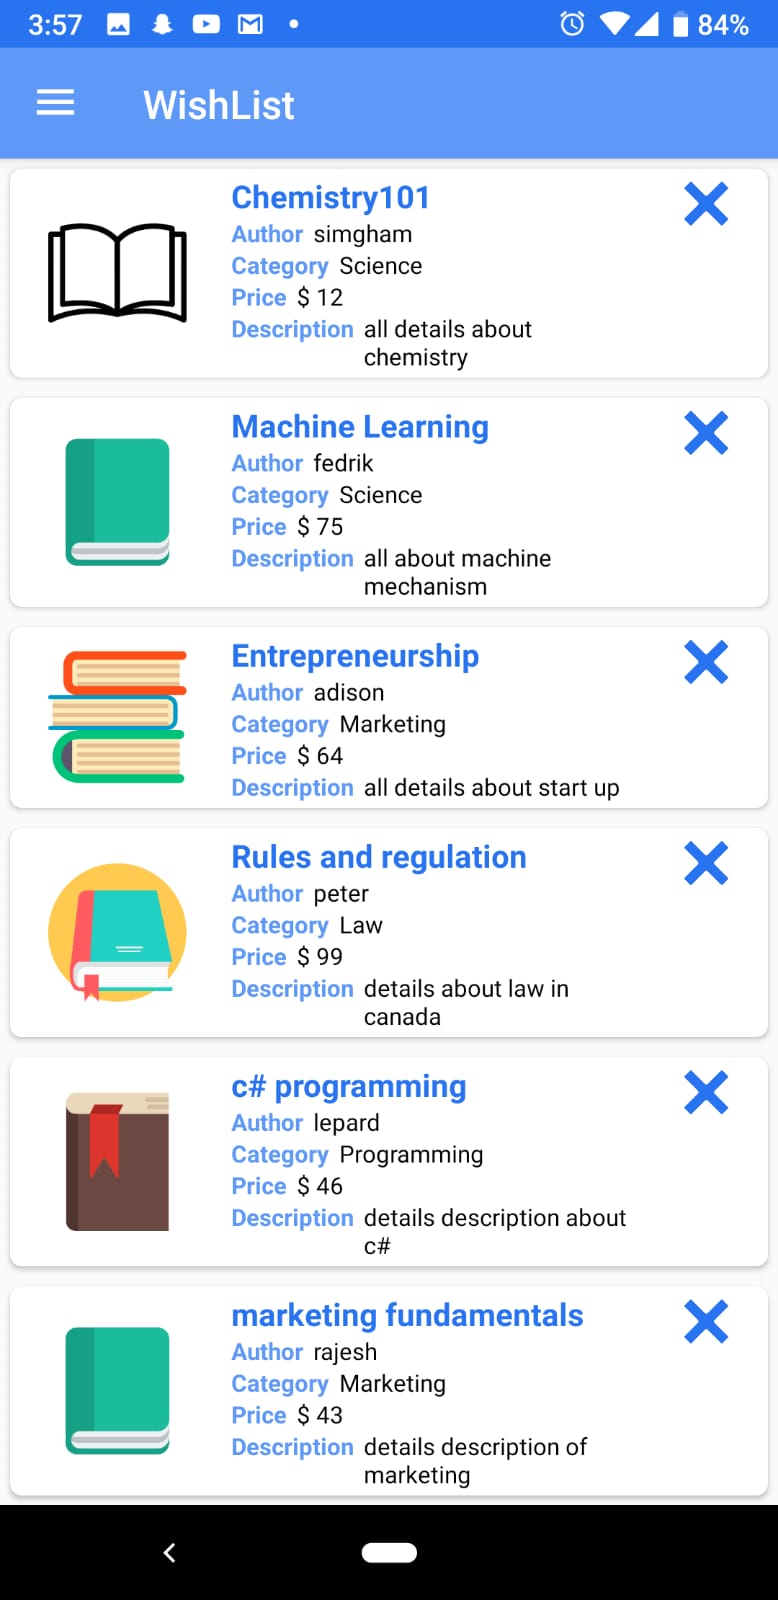 3:57 84%
WishList
Chemistry101
Author simgham
Category Science
Price $ 12
Description all details about
chemistry
Machine Learning
Author fedrik
Category Science
Price $ 75
Description all about machine
mechanism
Entrepreneurship
Author adison
Category Marketing
Price $ 64
Description all details about start up
Rules and regulation
Author peter
Category Law
Price $ 99
Description details about law in
canada
c# programming
Author lepard
Category Programming
Price $ 46
Description details description about
c#
marketing fundamentals
Author rajesh
Category Marketing
Price $ 43
Description details description of
marketing